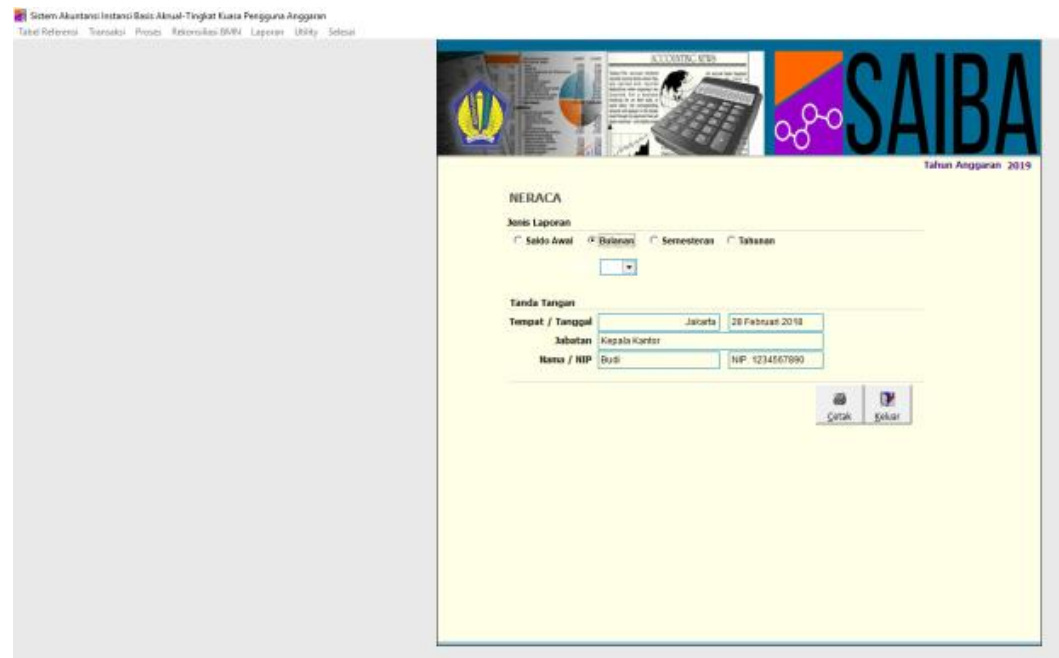 Sistem Akuntansi Instansi Basis Akrual-Tingkat Kuasa Pengguna Anggaran
Tabel Referensi Transaksi Proses Rekonsiliasi BMN Laporan Utility Selesai
ACCOUNTING NEWS
SAIBA
Tahun Anggaran 2019
NERACA
Jenis Laporan
Saldo Awal Bulanan Semesteran Tahunan
Tanda Tangan
Tempat / Tanggal Jakarta 28 Februari 2018
Jabatan Kepala Kantor
Nama / NIP Budi NIP 1234567890
Cetak Keluar